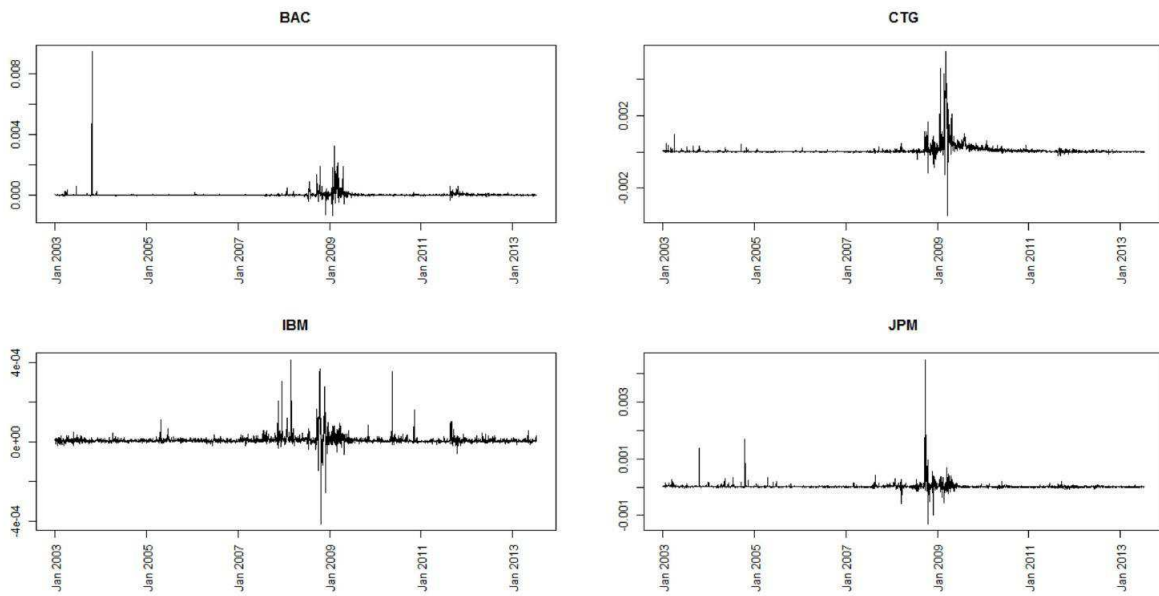 BAC
0.008
0.004
0.000
Jan 2003
Jan 2005
Jan 2007
Jan 2009
Jan 2011
Jan 2013
CTG
0.002
-0.002
Jan 2003
Jan 2005
Jan 2007
Jan 2009
Jan 2011
Jan 2013
IBM
4e-04
0e+00
-4e-04
Jan 2003
Jan 2005
Jan 2007
Jan 2009
Jan 2011
Jan 2013
JPM
0.003
0.001
-0.001
Jan 2003
Jan 2005
Jan 2007
Jan 2009
Jan 2011
Jan 2013